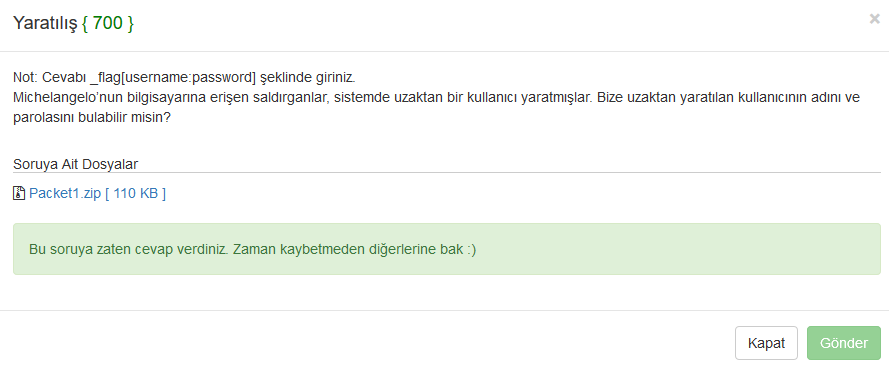 Yaratılış { 700 }
×
Not: Cevabı _flag[username:password] şeklinde giriniz.
Michelangelo’nun bilgisayarına erişen saldırganlar, sistemde uzaktan bir kullanıcı yaratmışlar. Bize uzaktan yaratılan kullanıcının adını ve
parolasını bulabilir misin?
Soruya Ait Dosyalar
Packet1.zip [ 110 KB ]
Bu soruya zaten cevap verdiniz. Zaman kaybetmeden diğerlerine bak :)
Kapat
Gönder